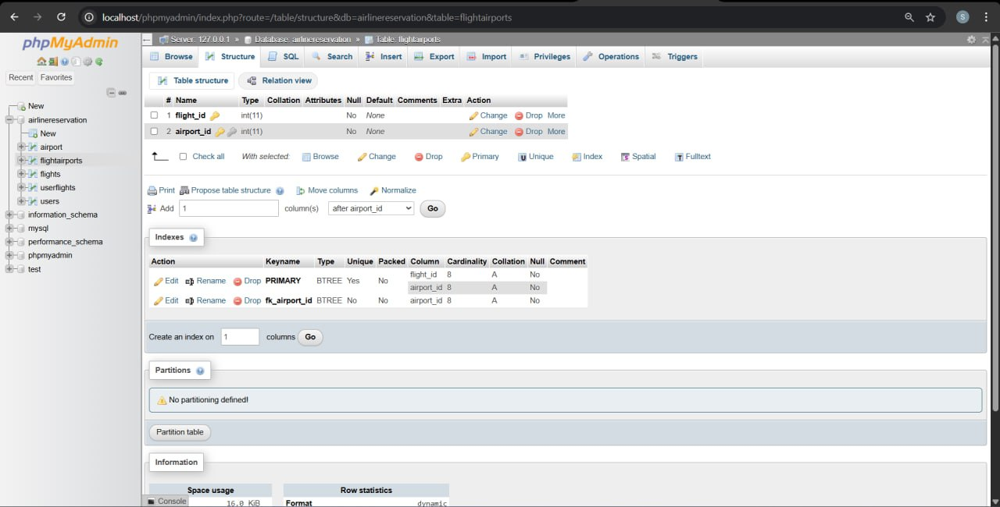 localhost/phpmyadmin/index.php?route=/table/structure&db=airlinereservation&table=flightairports
S
phpMyAdmin
Recent Favorites
New
airlinereservation
New
airport
flightairports
flights
userflights
users
information_schema
mysql
performance_schema
phpmyadmin
test
Server: 127.0.0.1 » Database: airlinereservation » Table: flightairports
Browse Structure SQL Search Insert Export Import Privileges Operations Triggers
Table structure Relation view
# Name Type Collation Attributes Null Default Comments Extra Action
1 flight_id int(11) No None Change Drop More
2 airport_id int(11) No None Change Drop More
Check all With selected: Browse Change Drop Primary Unique Index Spatial Fulltext
Print Propose table structure Move columns Normalize
Add 1 column(s) after airport_id Go
Indexes
Action Keyname Type Unique Packed Column Cardinality Collation Null Comment
Edit Rename Drop PRIMARY BTREE Yes No flight_id 8 A No
airport_id 8 A No
Edit Rename Drop fk_airport_id BTREE No No airport_id 8 A No
Create an index on 1 columns Go
Partitions
No partitioning defined!
Partition table
Information
Space usage Row statistics
Console 16.0 KiB Format dynamic